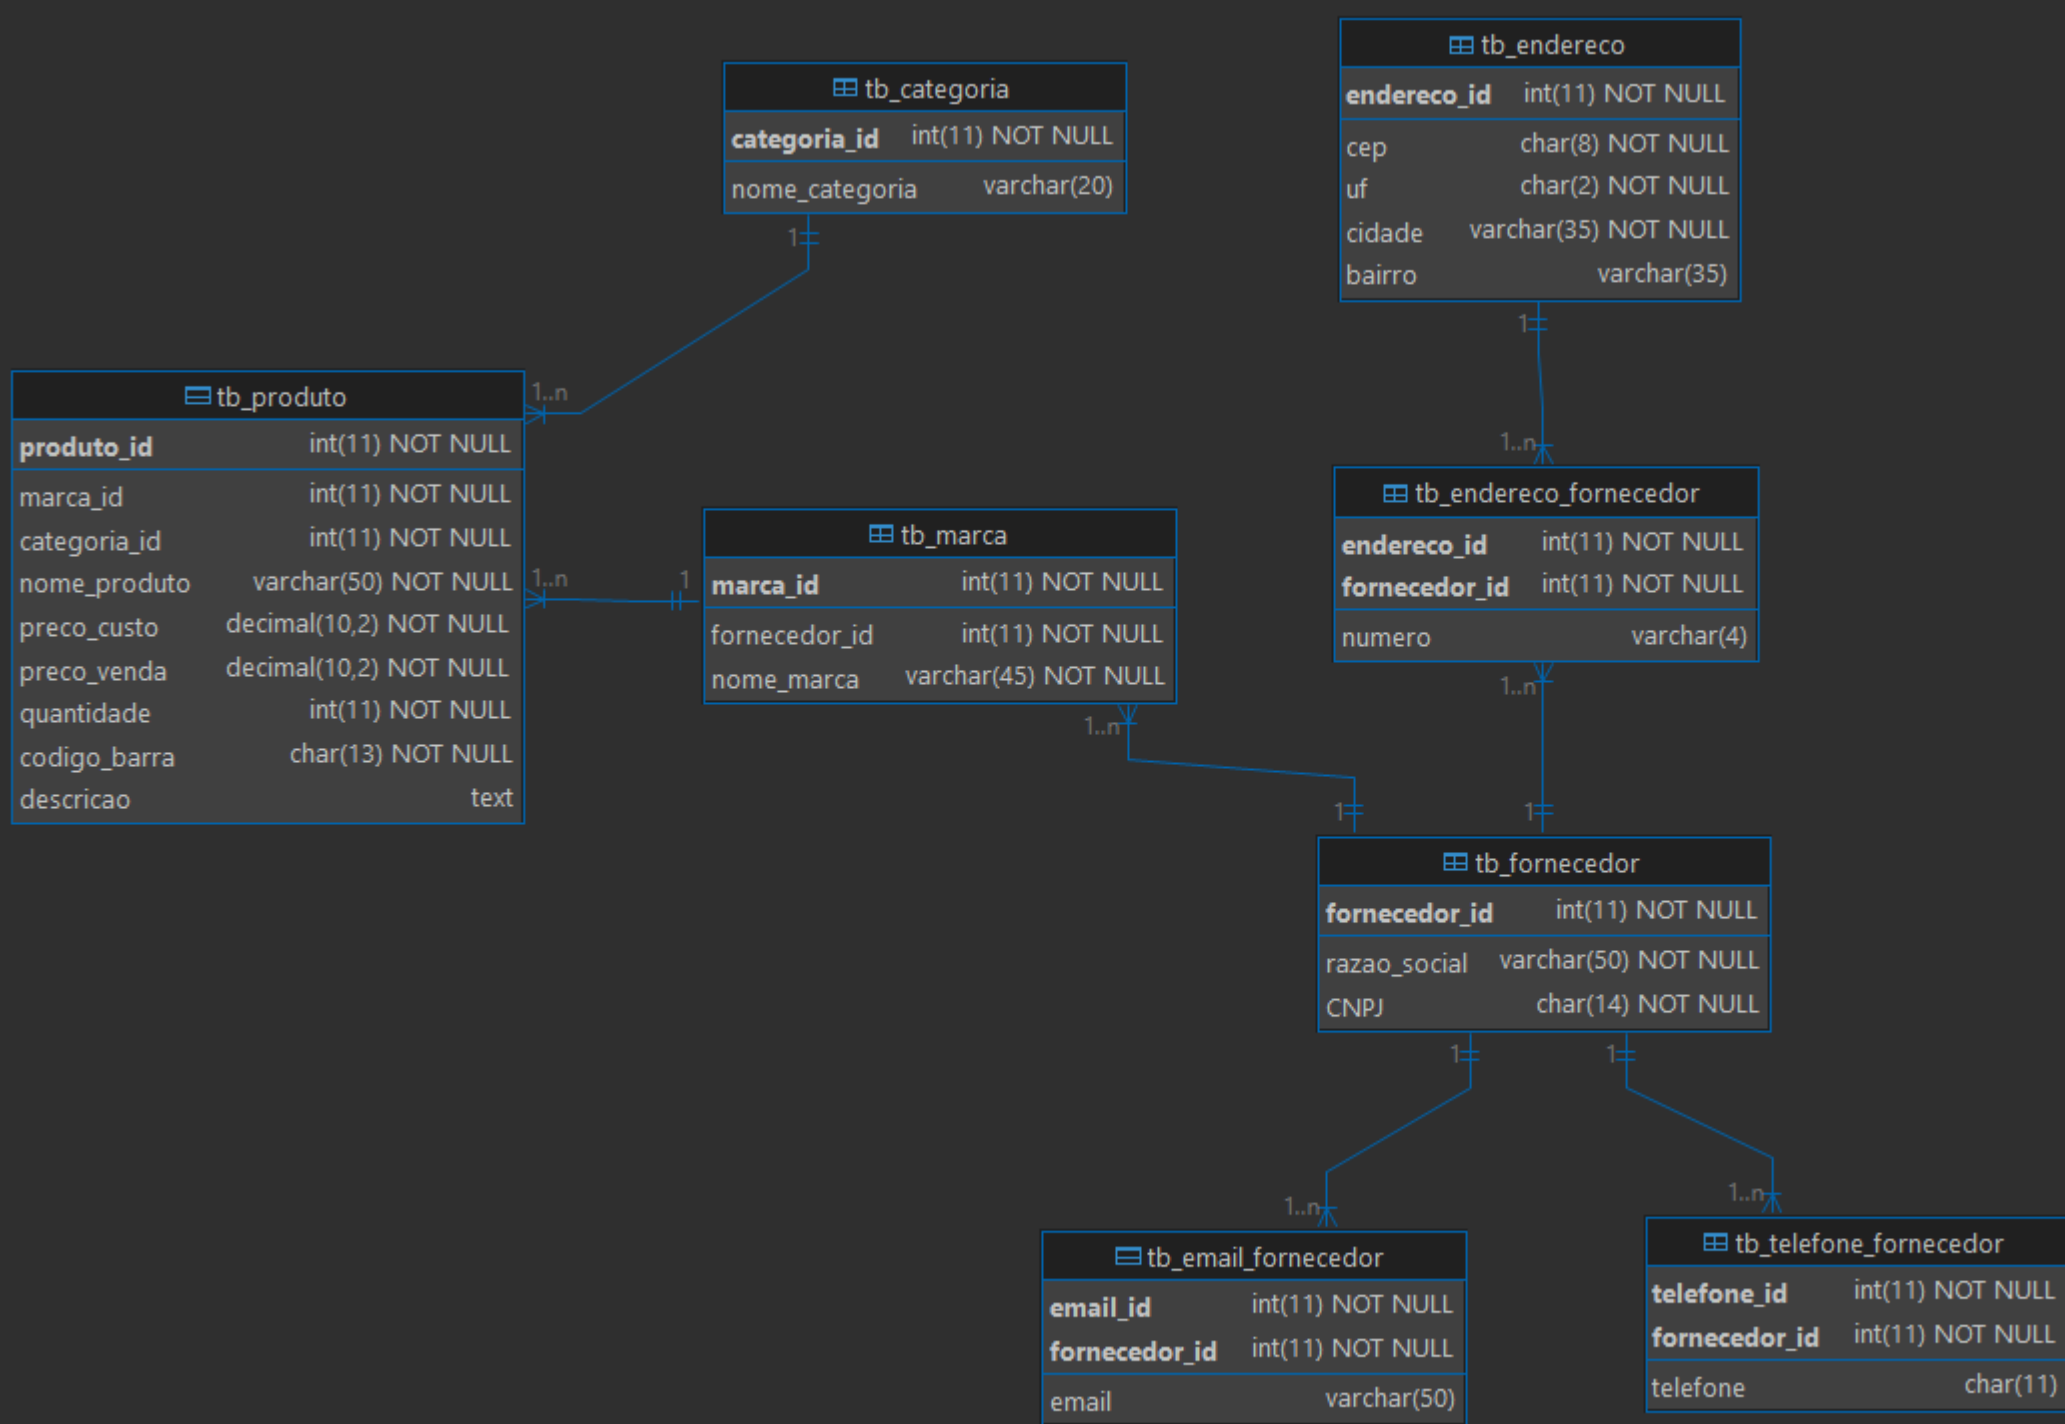 tb_categoria
categoria_id int(11) NOT NULL
nome_categoria varchar(20)
1
tb_endereco
endereco_id int(11) NOT NULL
cep char(8) NOT NULL
uf char(2) NOT NULL
cidade varchar(35) NOT NULL
bairro varchar(35)
1
1..n
tb_produto
produto_id int(11) NOT NULL
marca_id int(11) NOT NULL
categoria_id int(11) NOT NULL
nome_produto varchar(50) NOT NULL
preco_custo decimal(10,2) NOT NULL
preco_venda decimal(10,2) NOT NULL
quantidade int(11) NOT NULL
codigo_barra char(13) NOT NULL
descricao text
1..n
1
tb_marca
marca_id int(11) NOT NULL
fornecedor_id int(11) NOT NULL
nome_marca varchar(45) NOT NULL
1..n
1..n
tb_endereco_fornecedor
endereco_id int(11) NOT NULL
fornecedor_id int(11) NOT NULL
numero varchar(4)
1..n
1
1
tb_fornecedor
fornecedor_id int(11) NOT NULL
razao_social varchar(50) NOT NULL
CNPJ char(14) NOT NULL
1
1
1..n
tb_email_fornecedor
email_id int(11) NOT NULL
fornecedor_id int(11) NOT NULL
email varchar(50)
1..n
tb_telefone_fornecedor
telefone_id int(11) NOT NULL
fornecedor_id int(11) NOT NULL
telefone char(11)